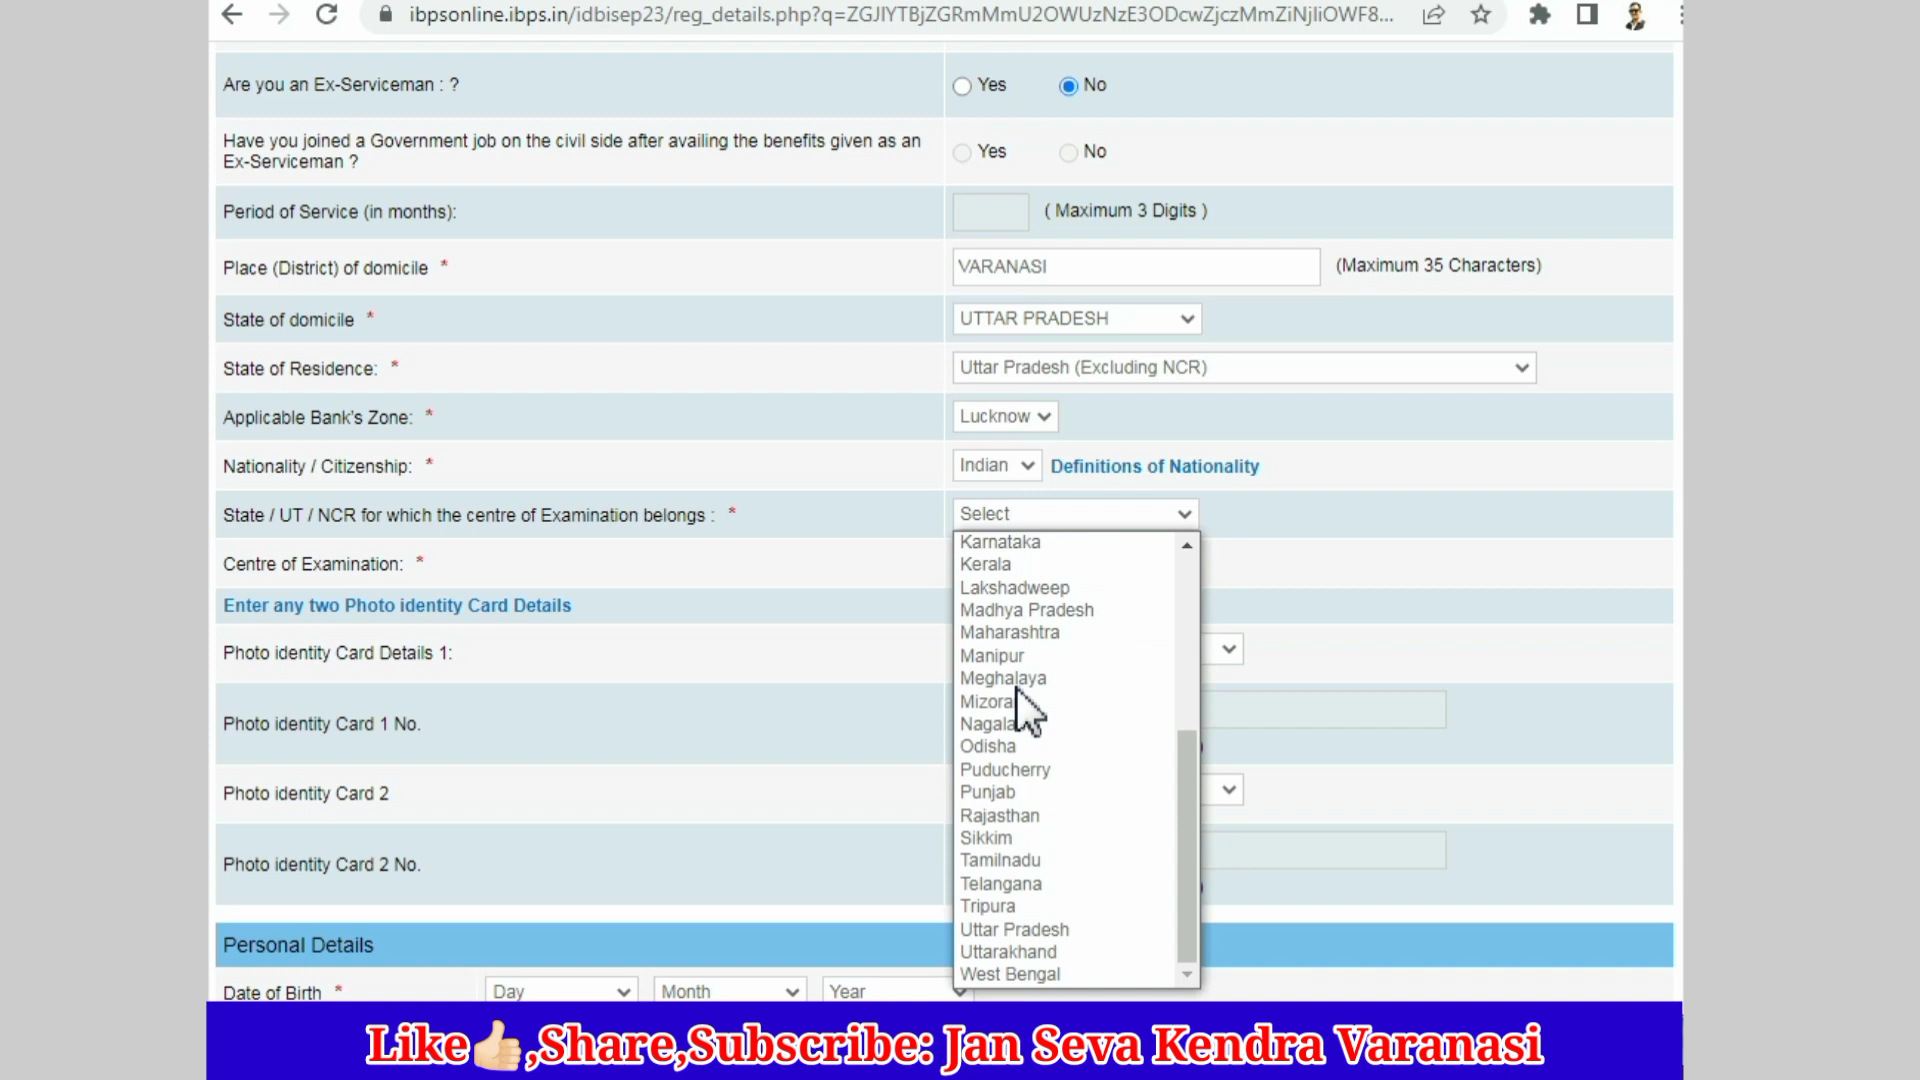 ibpsonline.ibps.in/idbisep23/reg_details.php?q=ZGJIYTBjZGRmMmU2OWUzNzE3ODcwZjczMmZiNjliOWF8...
Are you an Ex-Serviceman : ? Yes No
Have you joined a Government job on the civil side after availing the benefits given as an
Ex-Serviceman ? Yes No
Period of Service (in months): ( Maximum 3 Digits )
Place (District) of domicile * VARANASI (Maximum 35 Characters)
State of domicile * UTTAR PRADESH
State of Residence: * Uttar Pradesh (Excluding NCR)
Applicable Bank's Zone: * Lucknow
Nationality / Citizenship: * Indian Definitions of Nationality
State / UT / NCR for which the centre of Examination belongs : * Select
Karnataka
Centre of Examination: * Kerala
Lakshadweep
Enter any two Photo identity Card Details Madhya Pradesh
Maharashtra
Photo identity Card Details 1: Manipur
Meghalaya
Photo identity Card 1 No.
Odisha
Puducherry
Photo identity Card 2 Punjab
Rajasthan
Sikkim
Photo identity Card 2 No. Tamilnadu
Telangana
Tripura
Uttar Pradesh
Personal Details Uttarakhand
West Bengal
Date of Birth * Day Month Year
Like👍🏻,Share,Subscribe: Jan Seva Kendra Varanasi